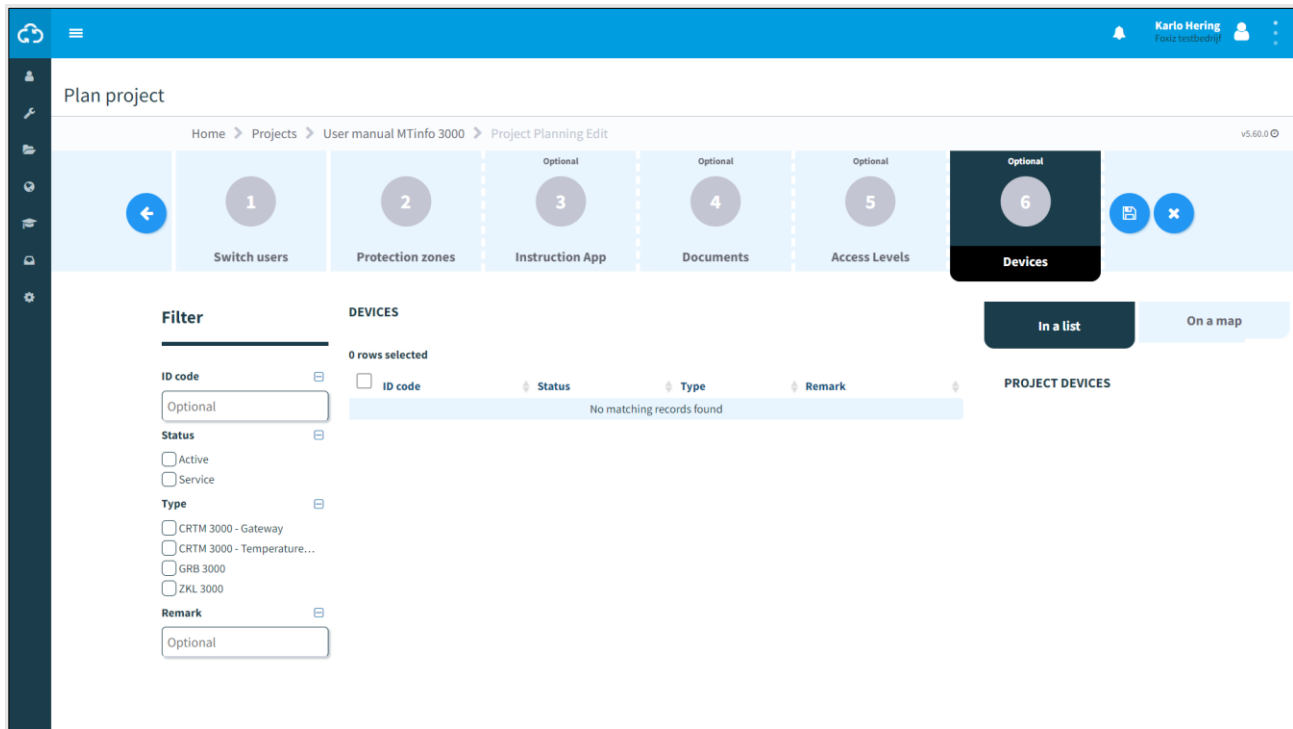 Karlo Hering
Foxiz testbedrijf
Plan project
Home Projects User manual MTinfo 3000 Project Planning Edit
v5.60.0
Optional Optional Optional Optional
1 2 3 4 5 6
Switch users Protection zones Instruction App Documents Access Levels Devices
Filter
ID code
Optional
Status
Active
Service
Type
CRTM 3000 - Gateway
CRTM 3000 - Temperature...
GRB 3000
ZKL 3000
Remark
Optional
DEVICES
0 rows selected
ID code Status Type Remark
No matching records found
In a list On a map
PROJECT DEVICES